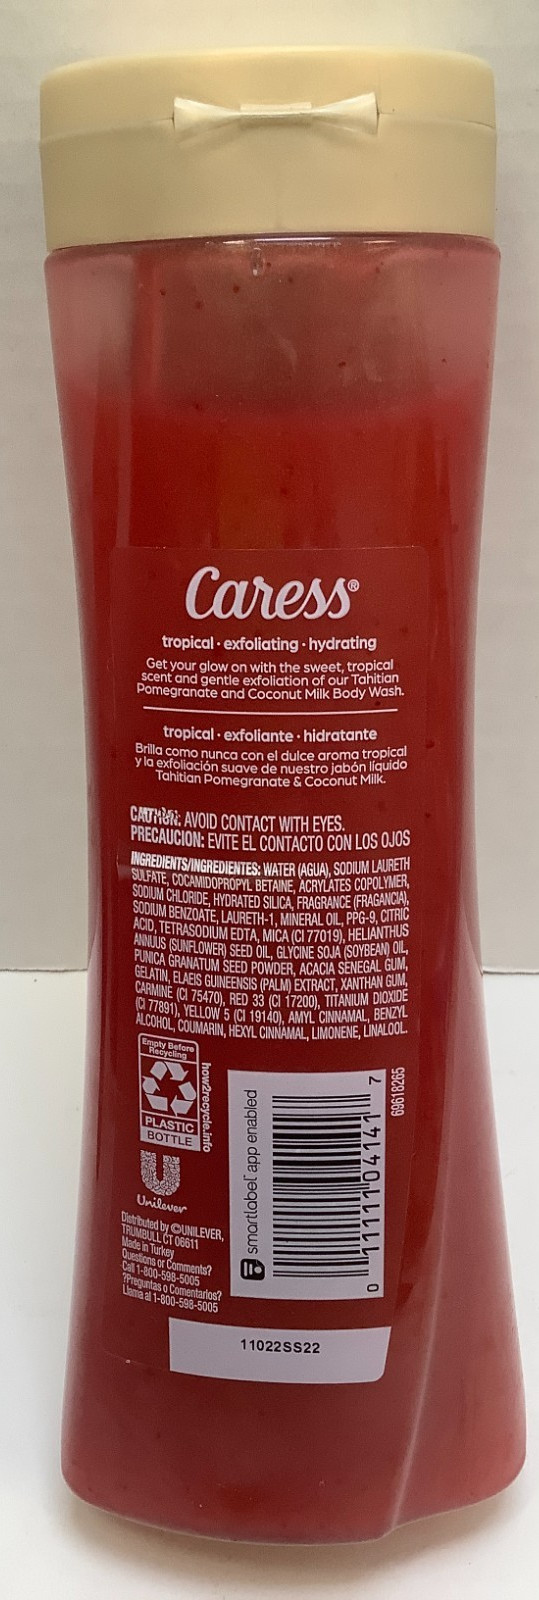 Caress®
tropical · exfoliating · hydrating
Get your glow on with the sweet, tropical
scent and gentle exfoliation of our Tahitian
Pomegranate and Coconut Milk Body Wash.
tropical · exfoliante · hidratante
Brilla como nunca con el dulce aroma tropical
y la exfoliación suave de nuestro jabón líquido
Tahitian Pomegranate & Coconut Milk.
CAUTION: AVOID CONTACT WITH EYES.
PRECAUCION: EVITE EL CONTACTO CON LOS OJOS
INGREDIENTS/INGREDIENTES: WATER (AGUA), SODIUM LAURETH
SULFATE, COCAMIDOPROPYL BETAINE, ACRYLATES COPOLYMER,
SODIUM CHLORIDE, HYDRATED SILICA, FRAGRANCE (FRAGANCIA),
SODIUM BENZOATE, LAURETH-1, MINERAL OIL, PPG-9, CITRIC
ACID, TETRASODIUM EDTA, MICA (CI 77019), HELIANTHUS
ANNUUS (SUNFLOWER) SEED OIL, GLYCINE SOJA (SOYBEAN) OIL,
PUNICA GRANATUM SEED POWDER, ACACIA SENEGAL GUM,
GELATIN, ELAEIS GUINEENSIS (PALM) EXTRACT, XANTHAN GUM,
CARMINE (CI 75470), RED 33 (CI 17200), TITANIUM DIOXIDE
(CI 77891), YELLOW 5 (CI 19140), AMYL CINNAMAL, BENZYL
ALCOHOL, COUMARIN, HEXYL CINNAMAL, LIMONENE, LINALOOL.
Empty Before
Recycling
PLASTIC
BOTTLE
how2recycle.info
Unilever
Distributed by ©UNILEVER,
TRUMBULL CT 06611
Made in Turkey
Questions or Comments?
Call 1-800-598-5005
?Preguntas o Comentarios?
Llama al 1-800-598-5005
smartlabel app enabled
0 11111 04141 7
69618265
11022SS22